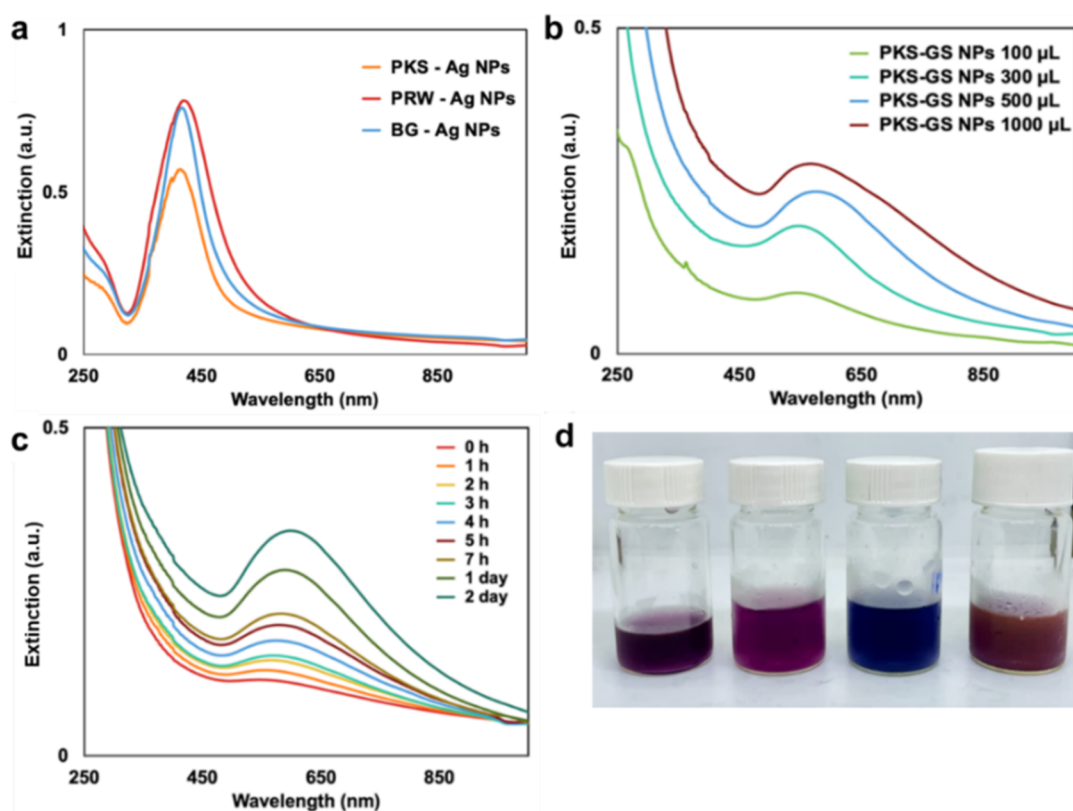 a
1
PKS - Ag NPs
PRW - Ag NPs
BG - Ag NPs
0.5
0
250 450 650 850
Extinction (a.u.)
Wavelength (nm)
b
0.5
PKS-GS NPs 100 µL
PKS-GS NPs 300 µL
PKS-GS NPs 500 µL
PKS-GS NPs 1000 µL
0
250 450 650 850
Extinction (a.u.)
Wavelength (nm)
c
0.5
0 h
1 h
2 h
3 h
4 h
5 h
7 h
1 day
2 day
0
250 450 650 850
Extinction (a.u.)
Wavelength (nm)
d